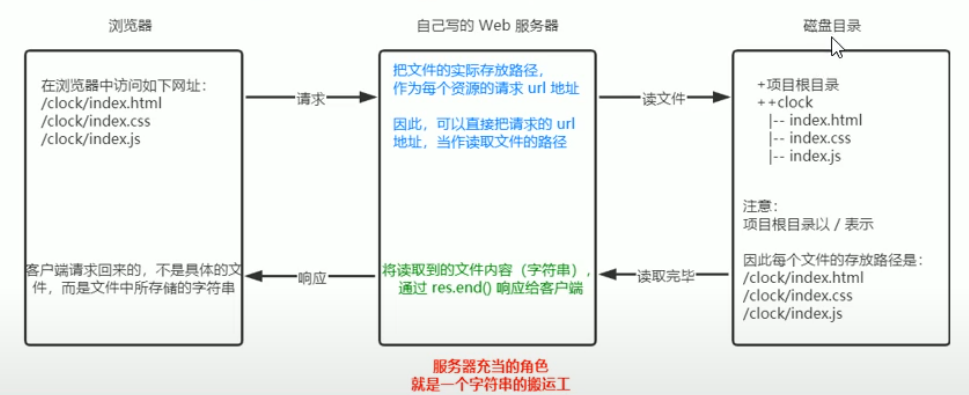 浏览器
自己写的 Web 服务器
磁盘目录
在浏览器中访问如下网址：
/clock/index.html
/clock/index.css
/clock/index.js
客户端请求回来的，不是具体的文
件，而是文件中所存储的字符串
请求
响应
把文件的实际存放路径，
作为每个资源的请求 url 地址
因此，可以直接把请求的 url
地址，当作读取文件的路径
将读取到的文件内容（字符串），
通过 res.end() 响应给客户端
读文件
读取完毕
+项目根目录
++clock
|-- index.html
|-- index.css
|-- index.js
注意：
项目根目录以 / 表示
因此每个文件的存放路径是：
/clock/index.html
/clock/index.css
/clock/index.js
服务器充当的角色
就是一个字符串的搬运工